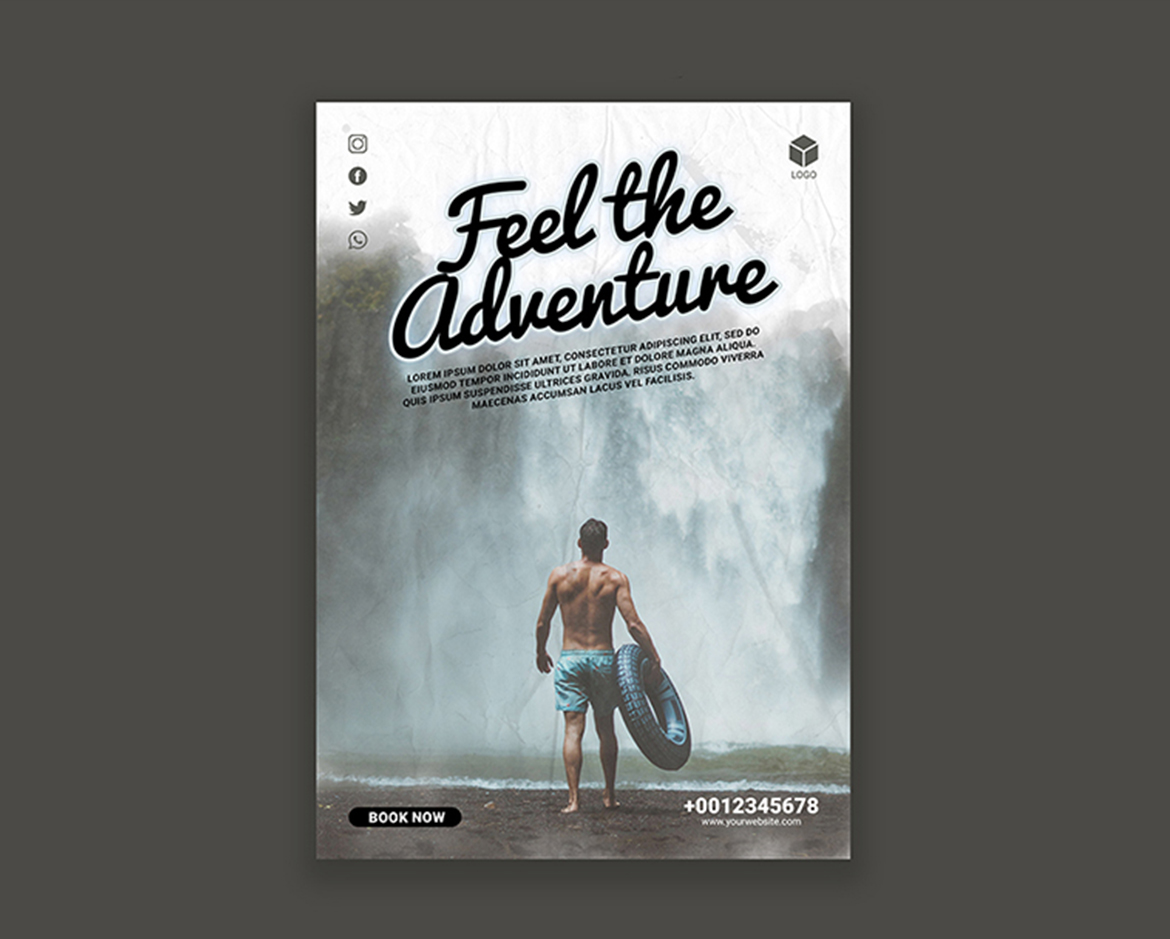 LOGO
Feel the
Adventure
LOREM IPSUM DOLOR SIT AMET, CONSECTETUR ADIPISCING ELIT, SED DO
EIUSMOD TEMPOR INCIDIDUNT UT LABORE ET DOLORE MAGNA ALIQUA.
QUIS IPSUM SUSPENDISSE ULTRICES GRAVIDA. RISUS COMMODO VIVERRA
MAECENAS ACCUMSAN LACUS VEL FACILISIS.
BOOK NOW
+0012345678
www.yourwebsite.com